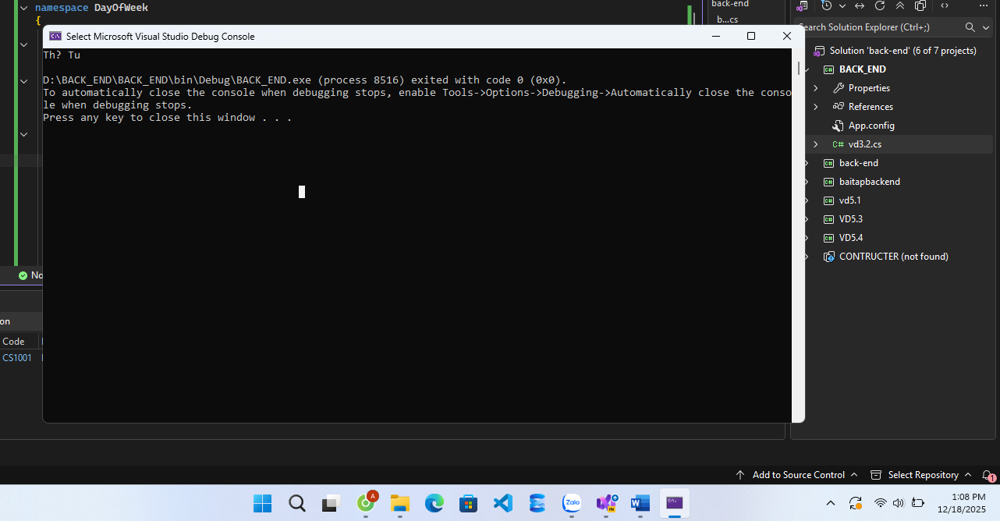 namespace DayOfWeek
{
back-end
b...cs
Select Microsoft Visual Studio Debug Console
Th? Tu
D:\BACK_END\BACK_END\bin\Debug\BACK_END.exe (process 8516) exited with code 0 (0x0).
To automatically close the console when debugging stops, enable Tools->Options->Debugging->Automatically close the conso
le when debugging stops.
Press any key to close this window . . .
Search Solution Explorer (Ctrl+;)
Solution 'back-end' (6 of 7 projects)
C# BACK_END
Properties
References
App.config
C# vd3.2.cs
C# back-end
C# baitapbackend
C# vd5.1
C# VD5.3
C# VD5.4
CONTRUCTER (not found)
No
on
Code
CS1001
Add to Source Control
Select Repository
1
A
Zalo
IN
W
C:\
1:08 PM
12/18/2025